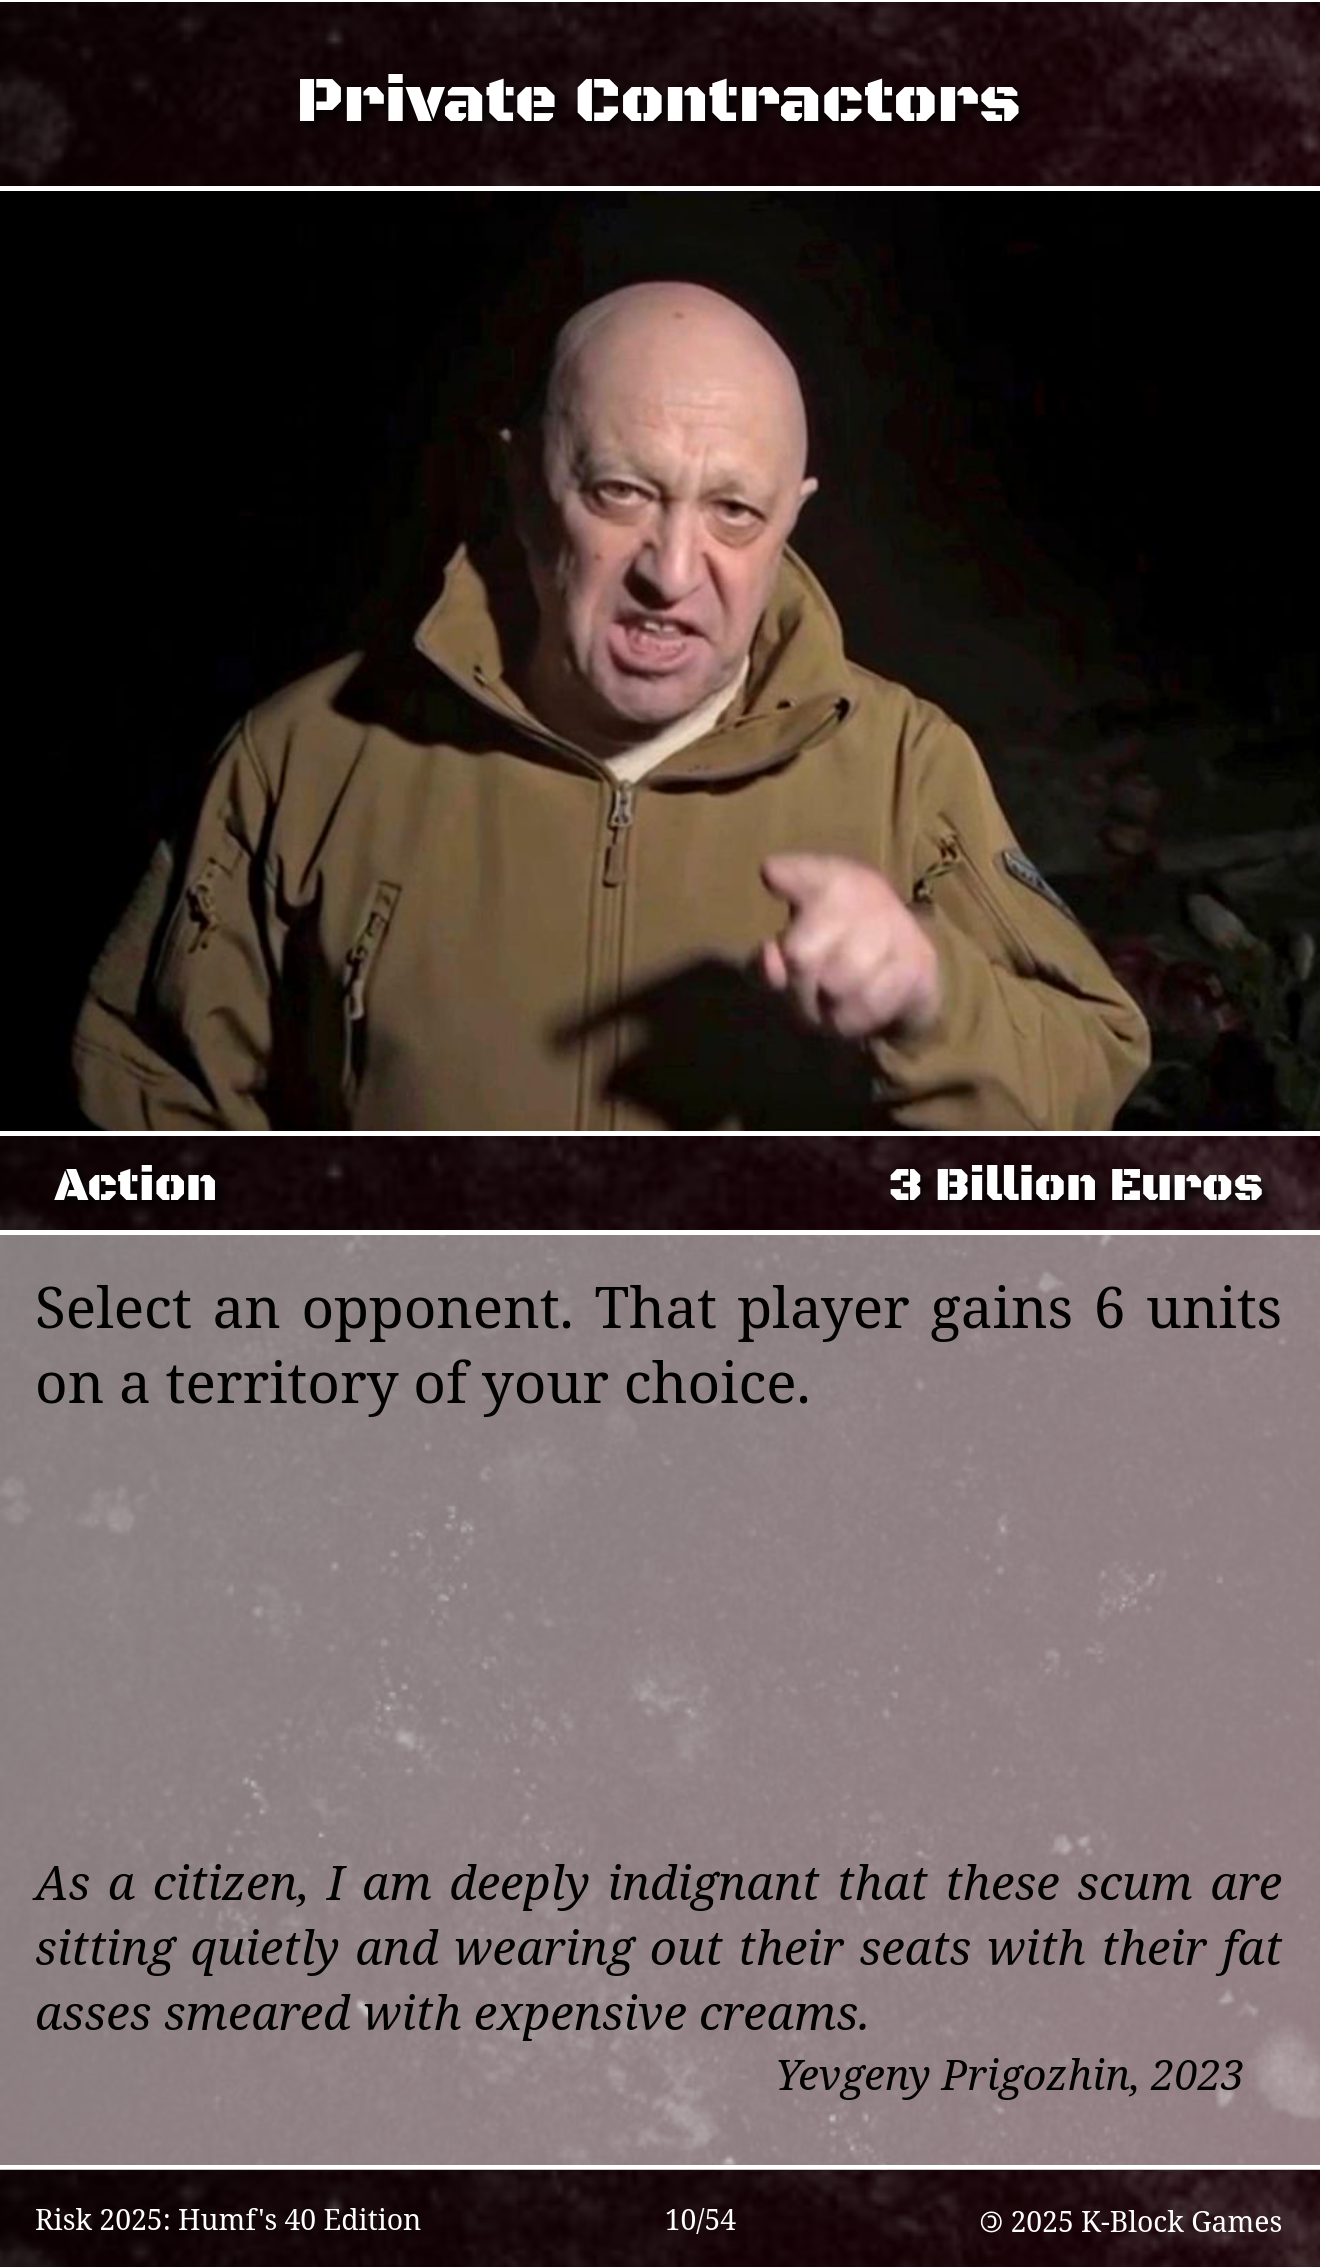 Private Contractors
Action
3 Billion Euros
Select an opponent. That player gains 6 units
on a territory of your choice.
As a citizen, I am deeply indignant that these scum are
sitting quietly and wearing out their seats with their fat
asses smeared with expensive creams.
Yevgeny Prigozhin, 2023
Risk 2025: Humf's 40 Edition
10/54
🄯 2025 K-Block Games